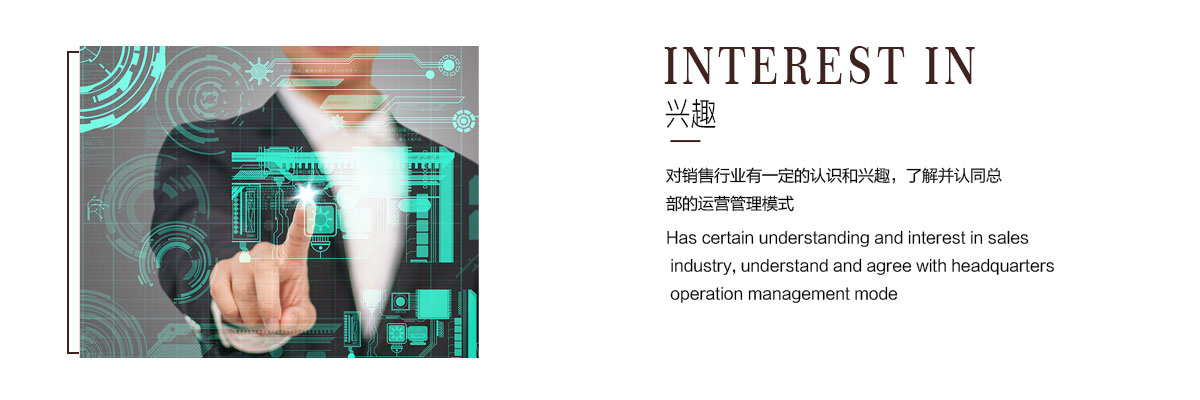 INTEREST IN
兴趣
对销售行业有一定的认识和兴趣，了解并认同总
部的运营管理模式
Has certain understanding and interest in sales
industry, understand and agree with headquarters
operation management mode